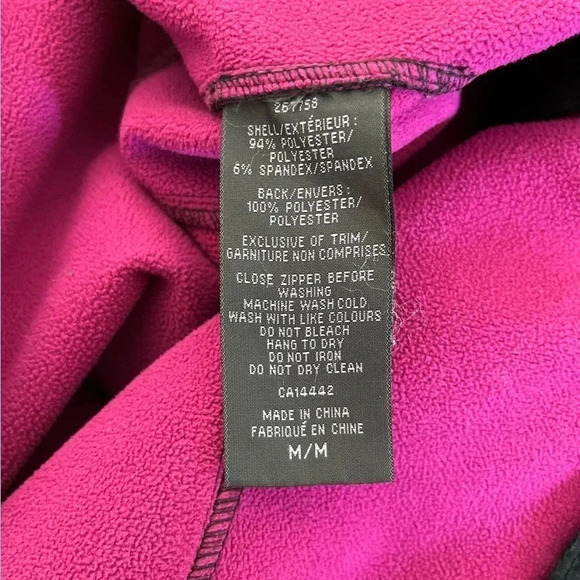 267758
SHELL/EXTÉRIEUR :
94% POLYESTER/
POLYESTER
6% SPANDEX/SPANDEX
BACK/ENVERS :
100% POLYESTER/
POLYESTER
EXCLUSIVE OF TRIM/
GARNITURE NON COMPRISES
CLOSE ZIPPER BEFORE
WASHING
MACHINE WASH COLD
WASH WITH LIKE COLOURS
DO NOT BLEACH
HANG TO DRY
DO NOT IRON
DO NOT DRY CLEAN
CA14442
MADE IN CHINA
FABRIQUÉ EN CHINE
M/M